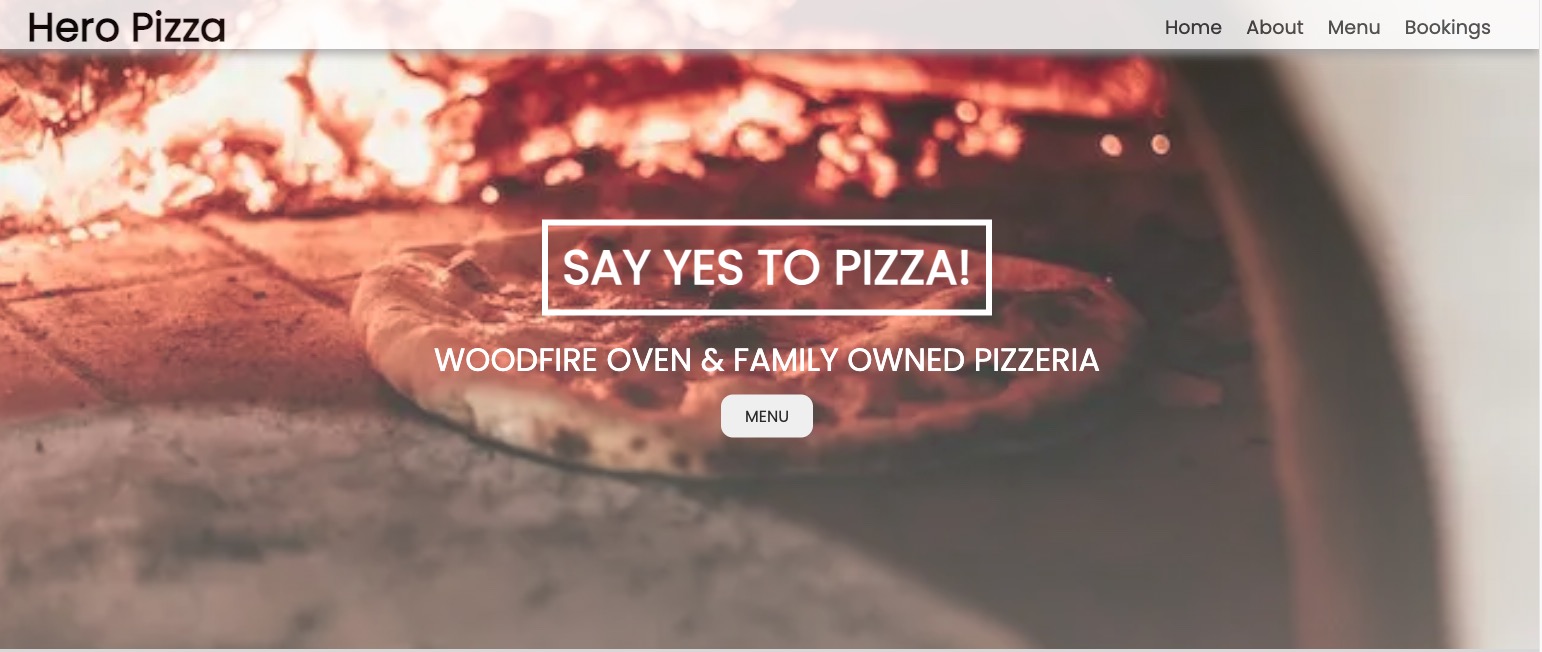 Hero Pizza
Home About Menu Bookings
SAY YES TO PIZZA!
WOODFIRE OVEN & FAMILY OWNED PIZZERIA
MENU